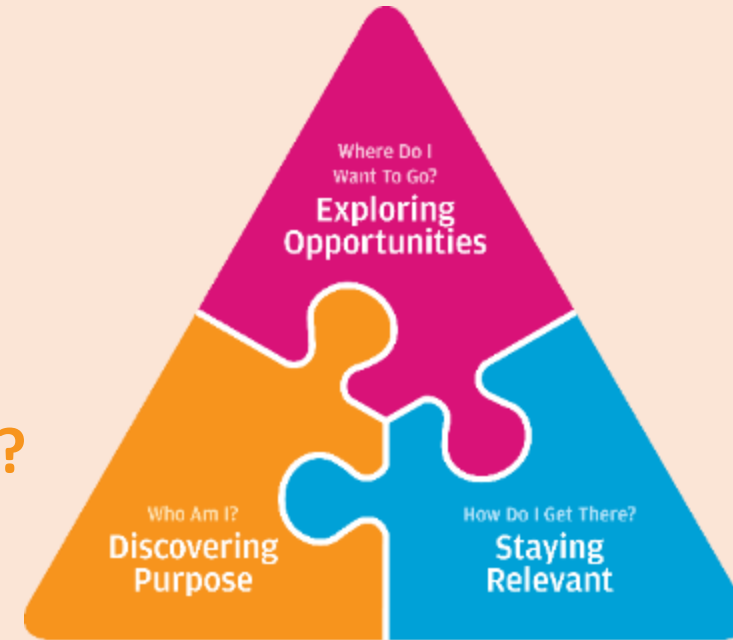 Where Do I
Want To Go?
Exploring
Opportunities
?
Who Am I?
Discovering
Purpose
How Do I Get There?
Staying
Relevant